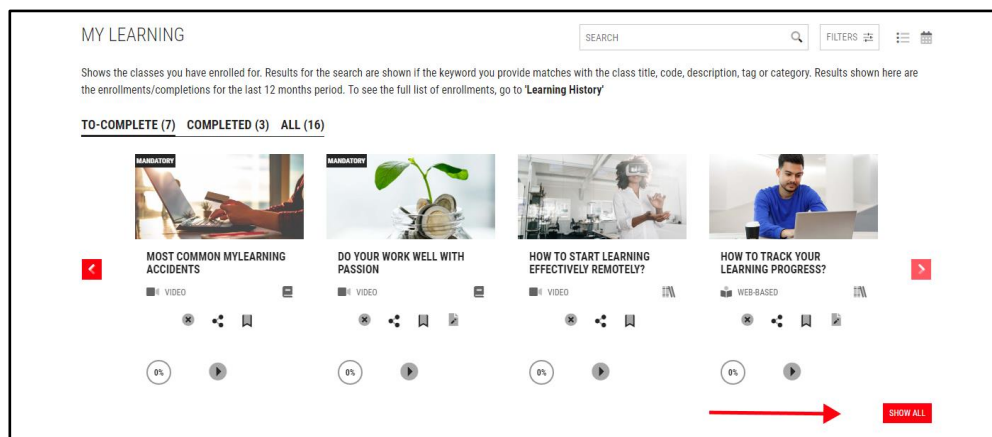 MY LEARNING
SEARCH
FILTERS
Shows the classes you have enrolled for. Results for the search are shown if the keyword you provide matches with the class title, code, description, tag or category. Results shown here are
the enrollments/completions for the last 12 months period. To see the full list of enrollments, go to 'Learning History'
TO-COMPLETE (7) COMPLETED (3) ALL (16)
MANDATORY
MANDATORY
MOST COMMON MYLEARNING
ACCIDENTS
VIDEO
0%
DO YOUR WORK WELL WITH
PASSION
VIDEO
0%
HOW TO START LEARNING
EFFECTIVELY REMOTELY?
VIDEO
0%
HOW TO TRACK YOUR
LEARNING PROGRESS?
WEB-BASED
0%
SHOW ALL